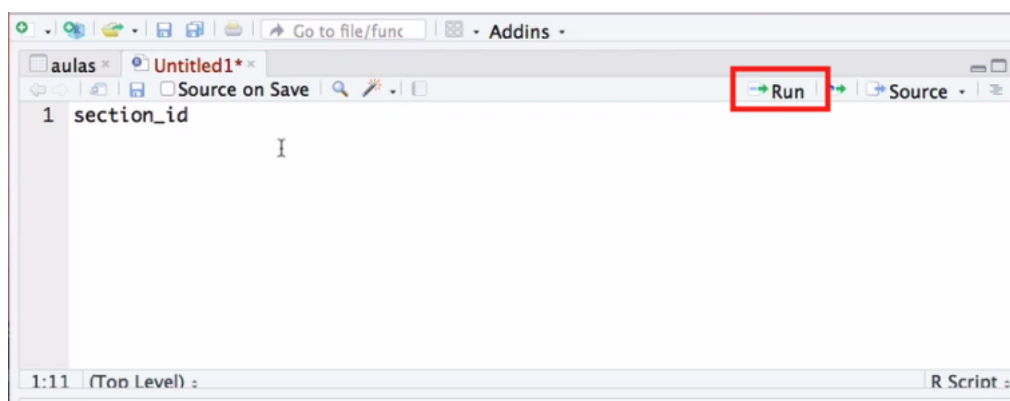 Go to file/func Addins
aulas Untitled1*
Source on Save Run Source
1 section_id
1:11 (Top Level) R Script